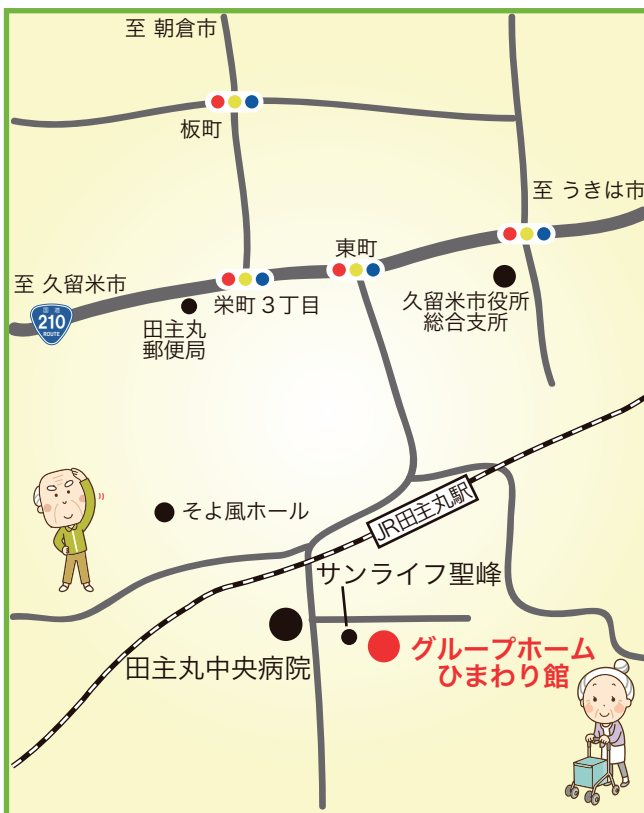 至 朝倉市
板町
至 うきは市
東町
至 久留米市
栄町３丁目
国道
210
ROUTE
田主丸
郵便局
久留米市役所
総合支所
そよ風ホール
JR田主丸駅
サンライフ聖峰
田主丸中央病院
グループホーム
ひまわり館